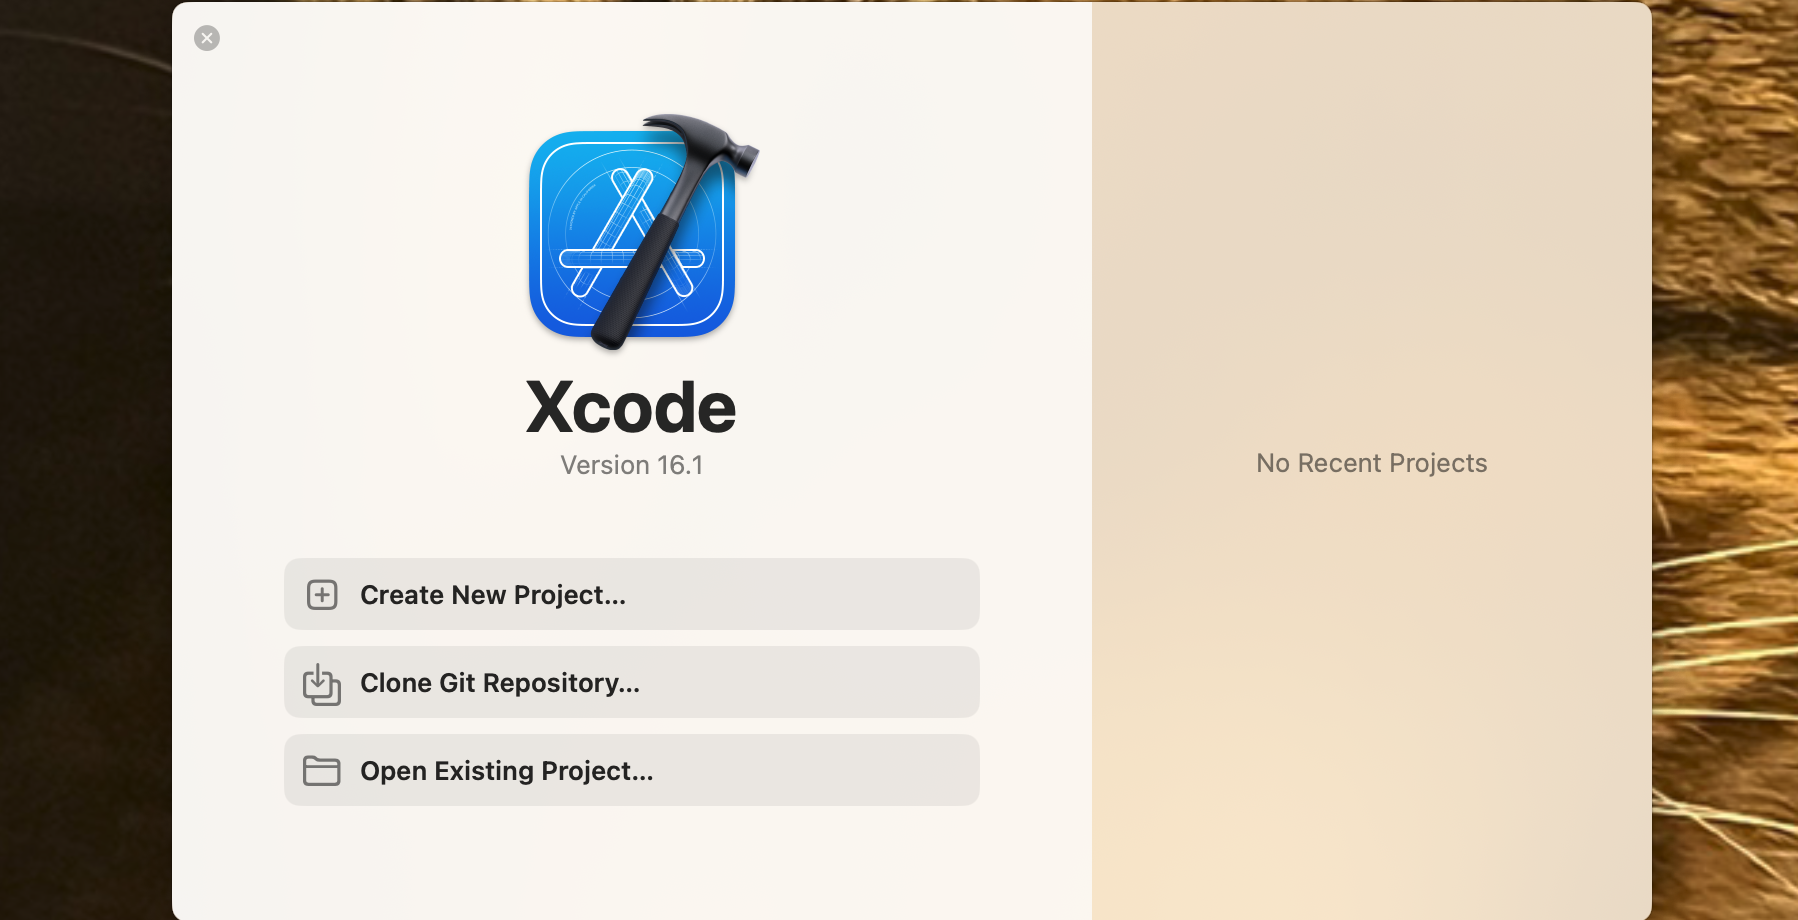 Xcode
Version 16.1
Create New Project...
Clone Git Repository...
Open Existing Project...
No Recent Projects